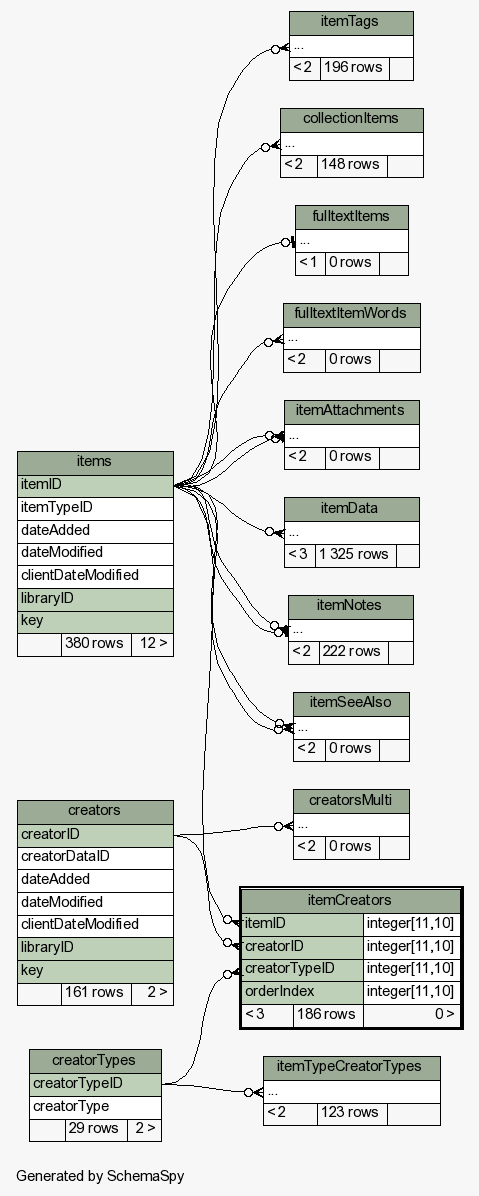 itemTags
...
< 2 196 rows
collectionItems
...
< 2 148 rows
fulltextItems
...
< 1 0 rows
fulltextItemWords
...
< 2 0 rows
itemAttachments
...
< 2 0 rows
items
itemID
itemTypeID
dateAdded
dateModified
clientDateModified
libraryID
key
380 rows 12 >
itemData
...
< 3 1 325 rows
itemNotes
...
< 2 222 rows
itemSeeAlso
...
< 2 0 rows
creatorsMulti
...
< 2 0 rows
creators
creatorID
creatorDataID
dateAdded
dateModified
clientDateModified
libraryID
key
161 rows 2 >
itemCreators
itemID integer[11,10]
creatorID integer[11,10]
creatorTypeID integer[11,10]
orderIndex integer[11,10]
< 3 186 rows 0 >
creatorTypes
creatorTypeID
creatorType
29 rows 2 >
itemTypeCreatorTypes
...
< 2 123 rows
Generated by SchemaSpy